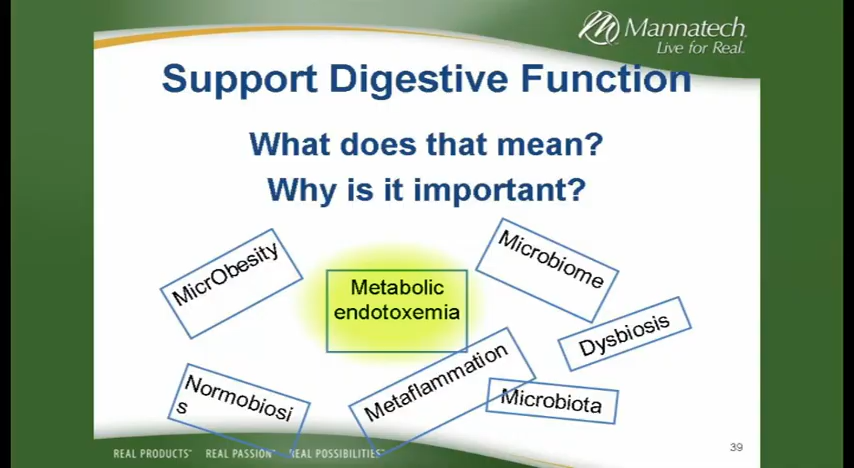 Mannatech
Live for Real.
Support Digestive Function
What does that mean?
Why is it important?
MicrObesity
Metabolic
endotoxemia
Microbiome
Dysbiosis
Normobiosi
s
Metaflammation
Microbiota
REAL PRODUCTS™ REAL PASSION™ REAL POSSIBILITIES™
39